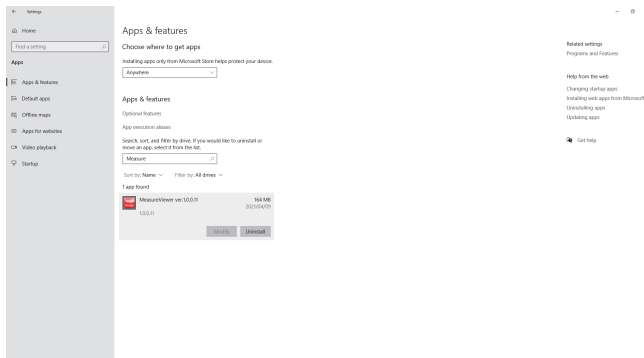 Settings
Home
Find a setting
Apps
Apps & features
Default apps
Offline maps
Apps for websites
Video playback
Startup
Apps & features
Choose where to get apps
Installing apps only from Microsoft Store helps protect your device.
Anywhere
Apps & features
Optional features
App execution aliases
Search, sort, and filter by drive. If you would like to uninstall or
move an app, select it from the list.
Measure
Sort by: Name Filter by: All drives
1 app found
MeasureViewer ver.1.0.0.11 164 MB
2023/04/09
1.0.0.11
Modify Uninstall
Related settings
Programs and Features
Help from the web
Changing startup apps
Installing web apps from Microsoft
Uninstalling apps
Updating apps
Get help